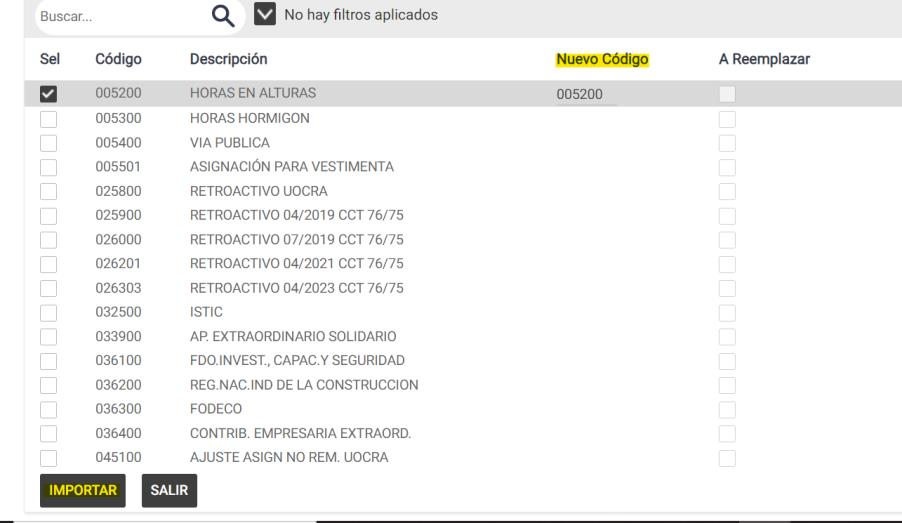 Buscar... No hay filtros aplicados
Sel Código Descripción Nuevo Código A Reemplazar
005200 HORAS EN ALTURAS 005200
005300 HORAS HORMIGON
005400 VIA PUBLICA
005501 ASIGNACIÓN PARA VESTIMENTA
025800 RETROACTIVO UOCRA
025900 RETROACTIVO 04/2019 CCT 76/75
026000 RETROACTIVO 07/2019 CCT 76/75
026201 RETROACTIVO 04/2021 CCT 76/75
026303 RETROACTIVO 04/2023 CCT 76/75
032500 ISTIC
033900 AP. EXTRAORDINARIO SOLIDARIO
036100 FDO.INVEST., CAPAC.Y SEGURIDAD
036200 REG.NAC.IND DE LA CONSTRUCCION
036300 FODECO
036400 CONTRIB. EMPRESARIA EXTRAORD.
045100 AJUSTE ASIGN NO REM. UOCRA
IMPORTAR SALIR